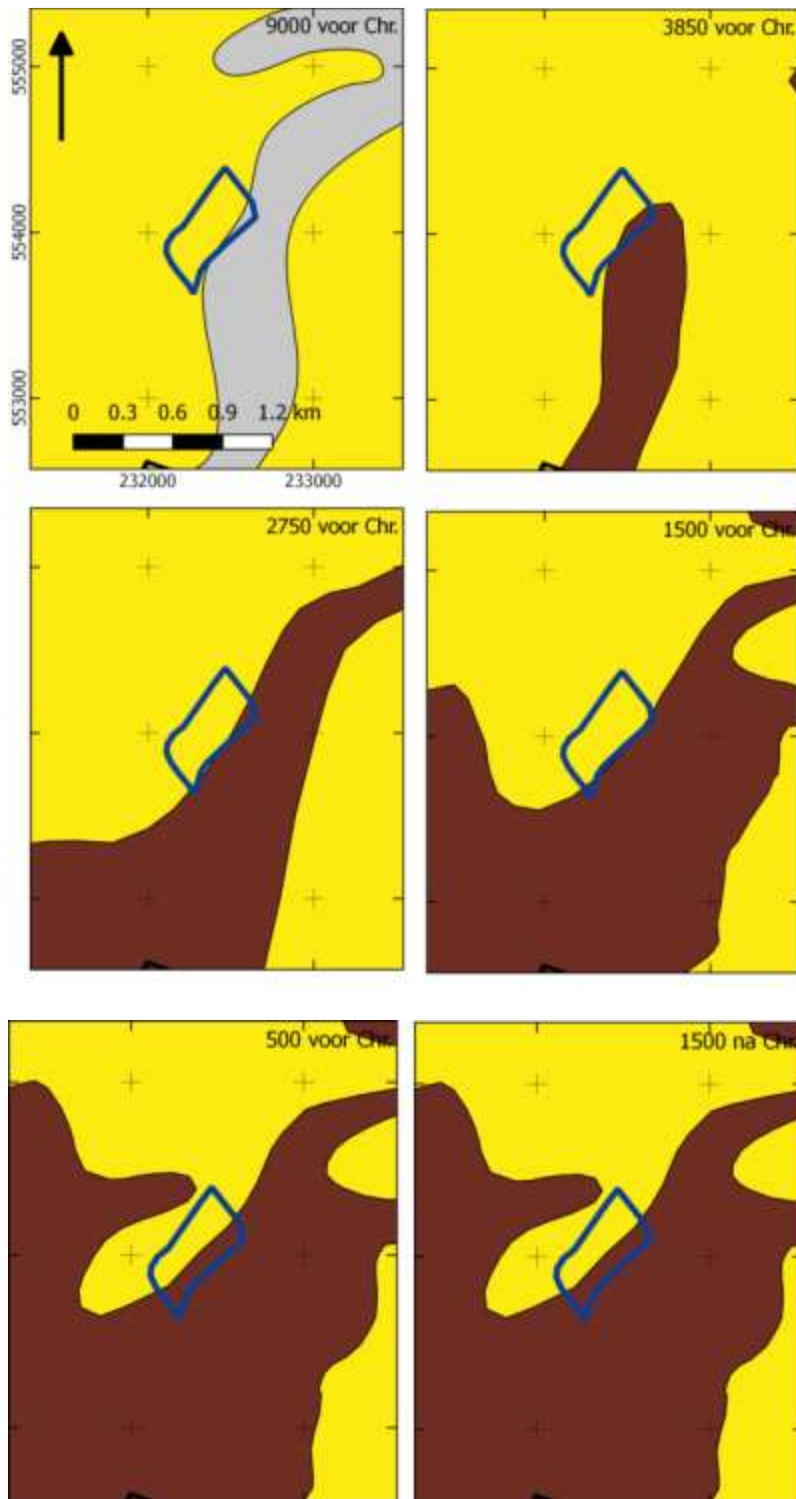 9000 voor Chr.
3850 voor Chr.
555000
554000
553000
0 0.3 0.6 0.9 1.2 km
232000 233000
2750 voor Chr.
1500 voor Chr.
500 voor Chr.
1500 na Chr.